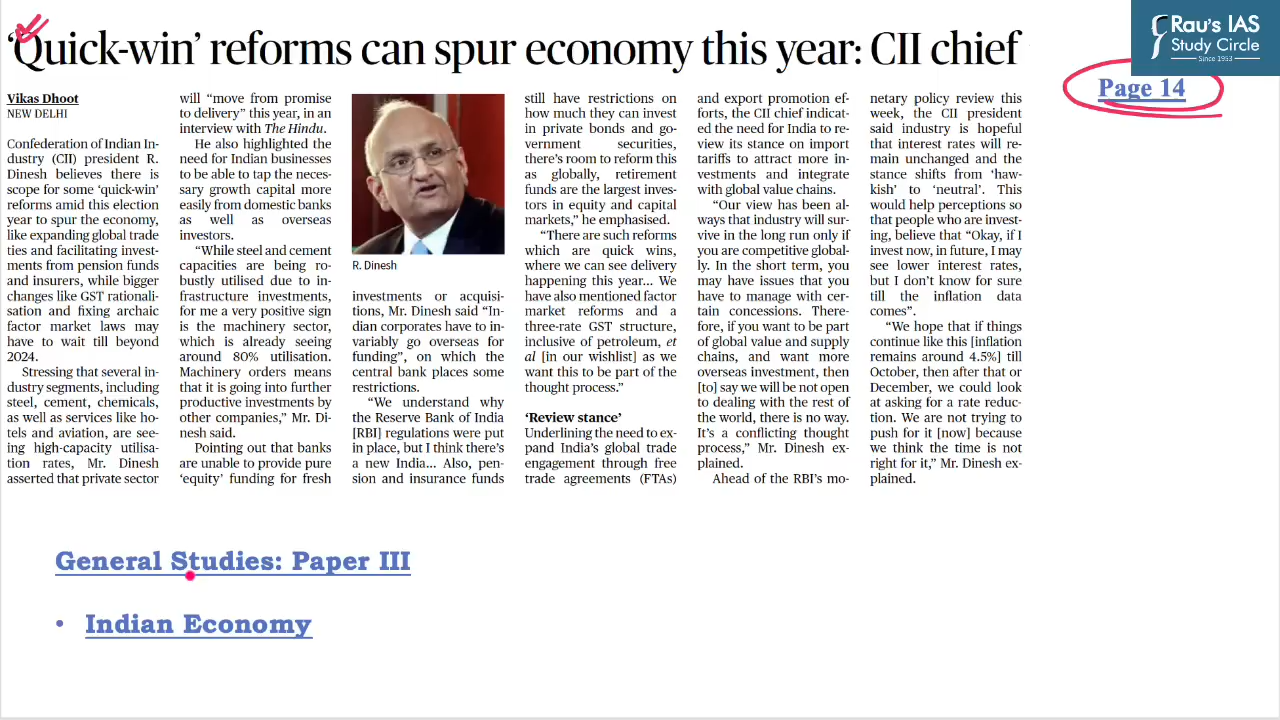 'Quick-win' reforms can spur economy this year: CII chief
Rau's IAS
Study Circle
Since 1953
Page 14
Vikas Dhoot
NEW DELHI
Confederation of Indian In-
dustry (CII) president R.
Dinesh believes there is
scope for some 'quick-win'
reforms amid this election
year to spur the economy,
like expanding global trade
ties and facilitating invest-
ments from pension funds
and insurers, while bigger
changes like GST rationali-
sation and fixing archaic
factor market laws may
have to wait till beyond
2024.
Stressing that several in-
dustry segments, including
steel, cement, chemicals,
as well as services like ho-
tels and aviation, are see-
ing high-capacity utilisa-
tion rates, Mr. Dinesh
asserted that private sector
will "move from promise
to delivery" this year, in an
interview with The Hindu.
He also highlighted the
need for Indian businesses
to be able to tap the neces-
sary growth capital more
easily from domestic banks
as well as overseas
investors.
"While steel and cement
capacities are being ro-
bustly utilised due to in-
frastructure investments,
for me a very positive sign
is the machinery sector,
which is already seeing
around 80% utilisation.
Machinery orders means
that it is going into further
productive investments by
other companies," Mr. Di-
nesh said.
Pointing out that banks
are unable to provide pure
'equity' funding for fresh
R. Dinesh
investments or acquisi-
tions, Mr. Dinesh said "In-
dian corporates have to in-
variably go overseas for
funding", on which the
central bank places some
restrictions.
"We understand why
the Reserve Bank of India
[RBI] regulations were put
in place, but I think there's
a new India... Also, pen-
sion and insurance funds
still have restrictions on
how much they can invest
in private bonds and go-
vernment securities,
there's room to reform this
as globally, retirement
funds are the largest inves-
tors in equity and capital
markets," he emphasised.
"There are such reforms
which are quick wins,
where we can see delivery
happening this year... We
have also mentioned factor
market reforms and a
three-rate GST structure,
inclusive of petroleum, et
al [in our wishlist] as we
want this to be part of the
thought process."
'Review stance'
Underlining the need to ex-
pand India's global trade
engagement through free
trade agreements (FTAs)
and export promotion ef-
forts, the CII chief indicat-
ed the need for India to re-
view its stance on import
tariffs to attract more in-
vestments and integrate
with global value chains.
"Our view has been al-
ways that industry will sur-
vive in the long run only if
you are competitive global-
ly. In the short term, you
may have issues that you
have to manage with cer-
tain concessions. There-
fore, if you want to be part
of global value and supply
chains, and want more
overseas investment, then
[to] say we will be not open
to dealing with the rest of
the world, there is no way.
It's a conflicting thought
process," Mr. Dinesh ex-
plained.
Ahead of the RBI's mo-
netary policy review this
week, the CII president
said industry is hopeful
that interest rates will re-
main unchanged and the
stance shifts from 'haw-
kish' to 'neutral'. This
would help perceptions so
that people who are invest-
ing, believe that "Okay, if I
invest now, in future, I may
see lower interest rates,
but I don't know for sure
till the inflation data
comes".
"We hope that if things
continue like this [inflation
remains around 4.5%] till
October, then after that or
December, we could look
at asking for a rate reduc-
tion. We are not trying to
push for it [now] because
we think the time is not
right for it," Mr. Dinesh ex-
plained.
General Studies: Paper III
• Indian Economy